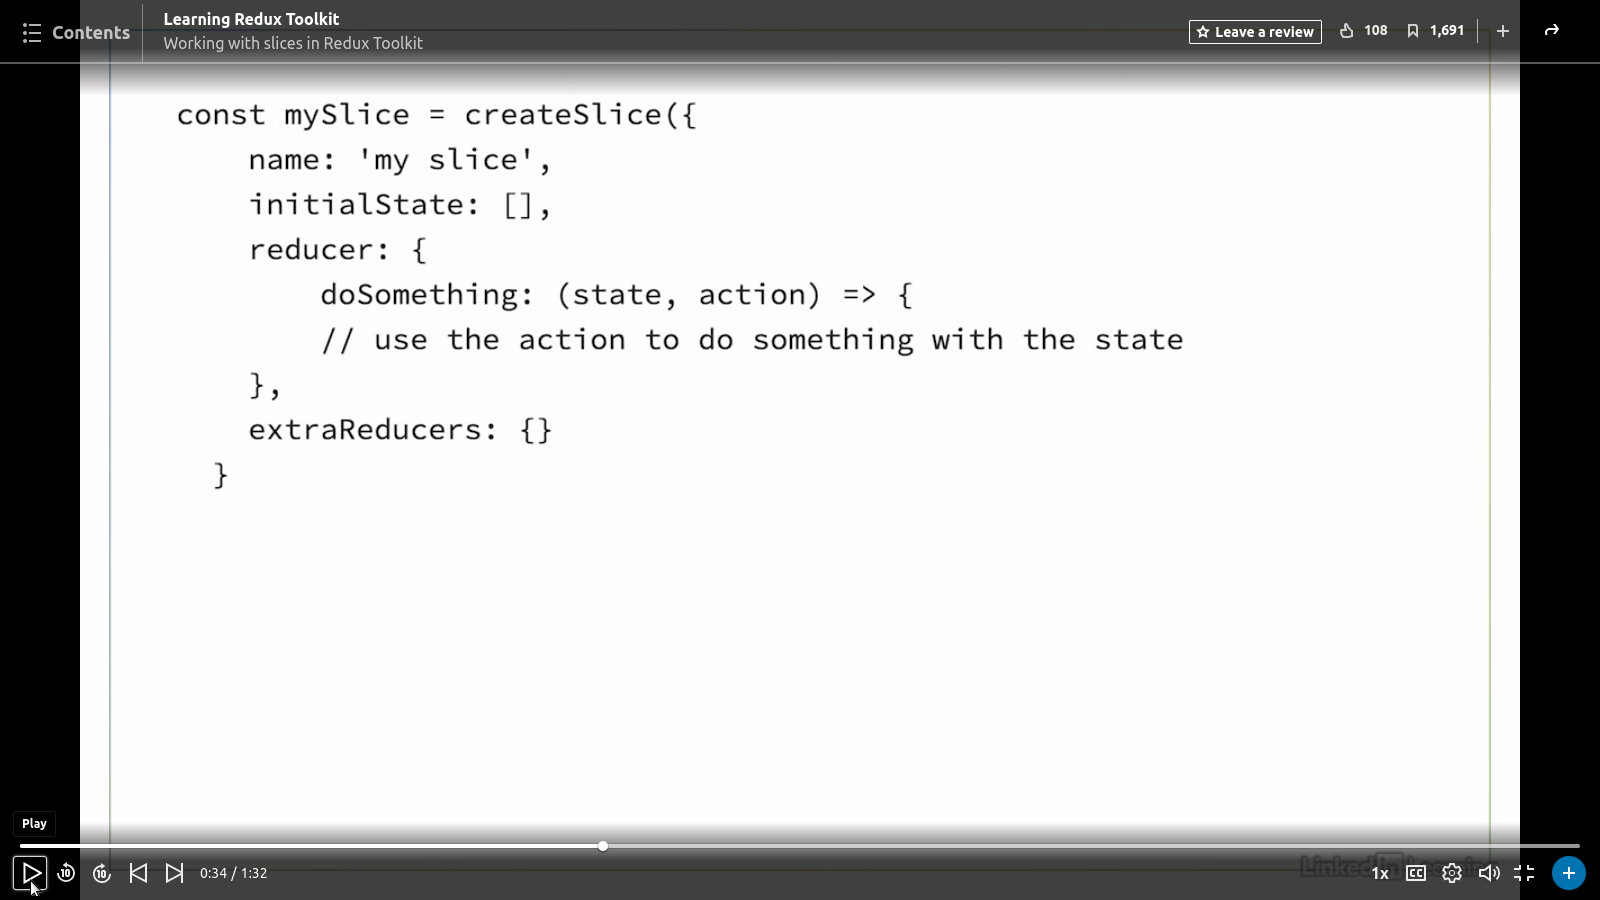 Contents
Learning Redux Toolkit
Working with slices in Redux Toolkit
Leave a review
108
1,691
const mySlice = createSlice({
name: 'my slice',
initialState: [],
reducer: {
doSomething: (state, action) => {
// use the action to do something with the state
},
extraReducers: {}
}
Play
10
10
0:34 / 1:32
LinkedIn Learning
1x
CC